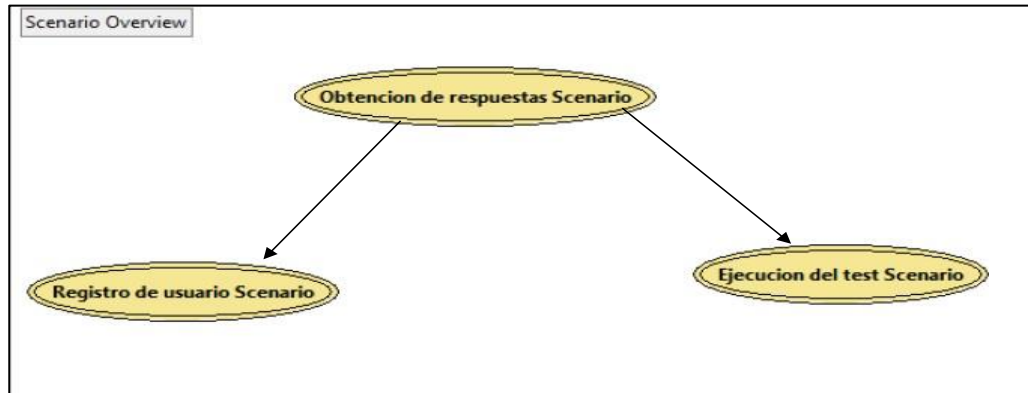 Scenario Overview
Obtencion de respuestas Scenario
Registro de usuario Scenario
Ejecucion del test Scenario